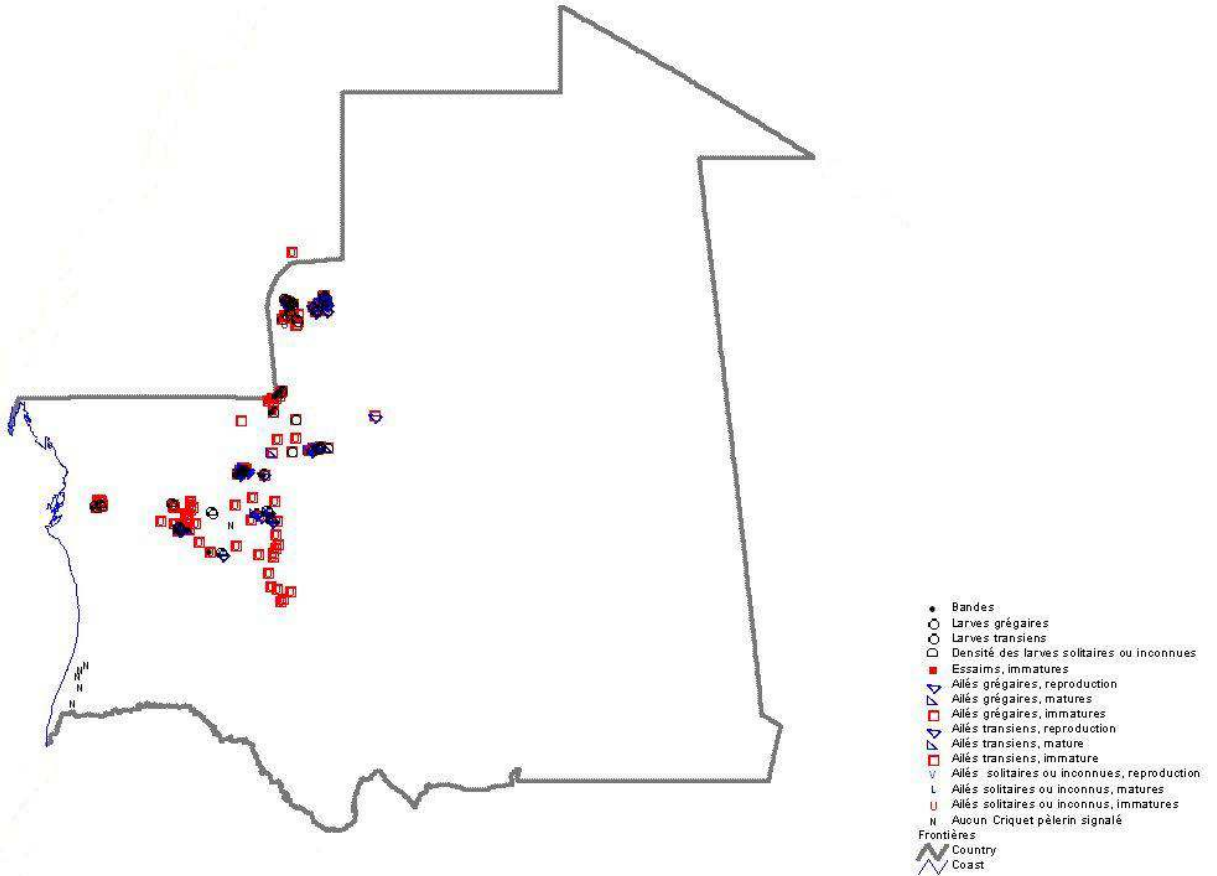 N
N
N
N
N
N
Bandes
Larves grégaires
Larves transiens
Densité des larves solitaires ou inconnues
Essaims, immatures
Ailés grégaires, reproduction
Ailés grégaires, matures
Ailés grégaires, immatures
Ailés transiens, reproduction
Ailés transiens, mature
Ailés transiens, immature
V Ailés solitaires ou inconnues, reproduction
L Ailés solitaires ou inconnus, matures
U Ailés solitaires ou inconnus, immatures
N Aucun Criquet pèlerin signalé
Frontières
Country
Coast